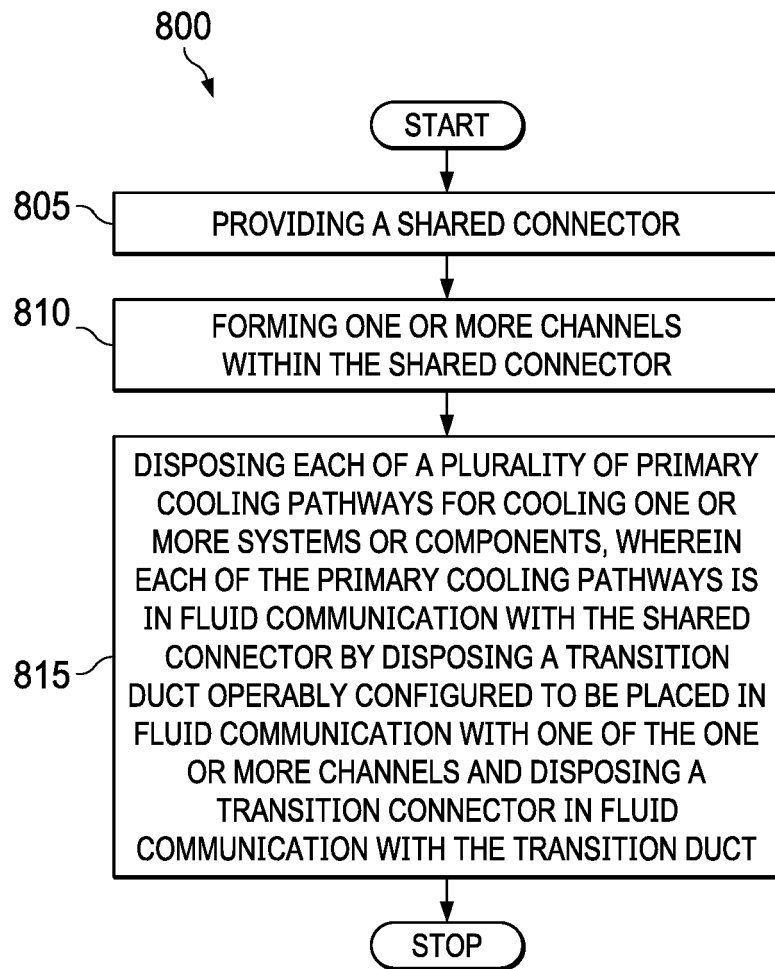 800
START
805
PROVIDING A SHARED CONNECTOR
810
FORMING ONE OR MORE CHANNELS
WITHIN THE SHARED CONNECTOR
815
DISPOSING EACH OF A PLURALITY OF PRIMARY
COOLING PATHWAYS FOR COOLING ONE OR
MORE SYSTEMS OR COMPONENTS, WHEREIN
EACH OF THE PRIMARY COOLING PATHWAYS IS
IN FLUID COMMUNICATION WITH THE SHARED
CONNECTOR BY DISPOSING A TRANSITION
DUCT OPERABLY CONFIGURED TO BE PLACED IN
FLUID COMMUNICATION WITH ONE OF THE ONE
OR MORE CHANNELS AND DISPOSING A
TRANSITION CONNECTOR IN FLUID
COMMUNICATION WITH THE TRANSITION DUCT
STOP